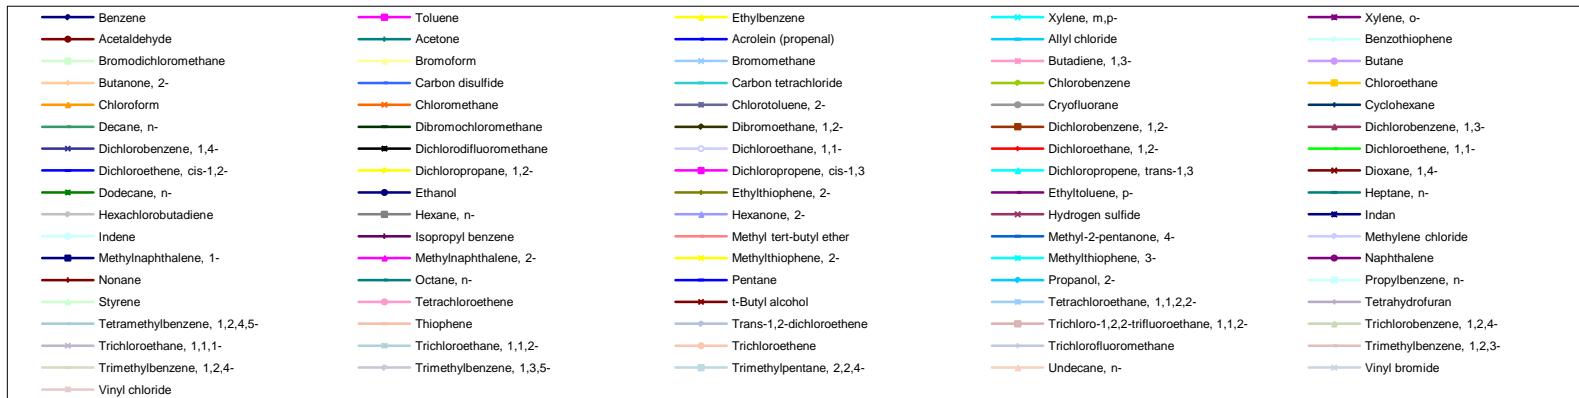 Benzene Toluene Ethylbenzene Xylene, m,p- Xylene, o-
Acetaldehyde Acetone Acrolein (propenal) Allyl chloride Benzothiophene
Bromodichloromethane Bromoform Bromomethane Butadiene, 1,3- Butane
Butanone, 2- Carbon disulfide Carbon tetrachloride Chlorobenzene Chloroethane
Chloroform Chloromethane Chlorotoluene, 2- Cryofluorane Cyclohexane
Decane, n- Dibromochloromethane Dibromoethane, 1,2- Dichlorobenzene, 1,2- Dichlorobenzene, 1,3-
Dichlorobenzene, 1,4- Dichlorodifluoromethane Dichloroethane, 1,1- Dichloroethane, 1,2- Dichloroethene, 1,1-
Dichloroethene, cis-1,2- Dichloropropane, 1,2- Dichloropropene, cis-1,3 Dichloropropene, trans-1,3 Dioxane, 1,4-
Dodecane, n- Ethanol Ethylthiophene, 2- Ethyltoluene, p- Heptane, n-
Hexachlorobutadiene Hexane, n- Hexanone, 2- Hydrogen sulfide Indan
Indene Isopropyl benzene Methyl tert-butyl ether Methyl-2-pentanone, 4- Methylene chloride
Methylnaphthalene, 1- Methylnaphthalene, 2- Methylthiophene, 2- Methylthiophene, 3- Naphthalene
Nonane Octane, n- Pentane Propanol, 2- Propylbenzene, n-
Styrene Tetrachloroethene t-Butyl alcohol Tetrachloroethane, 1,1,2,2- Tetrahydrofuran
Tetramethylbenzene, 1,2,4,5- Thiophene Trans-1,2-dichloroethene Trichloro-1,2,2-trifluoroethane, 1,1,2- Trichlorobenzene, 1,2,4-
Trichloroethane, 1,1,1- Trichloroethane, 1,1,2- Trichloroethene Trichlorofluoromethane Trimethylbenzene, 1,2,3-
Trimethylbenzene, 1,2,4- Trimethylbenzene, 1,3,5- Trimethylpentane, 2,2,4- Undecane, n- Vinyl bromide
Vinyl chloride